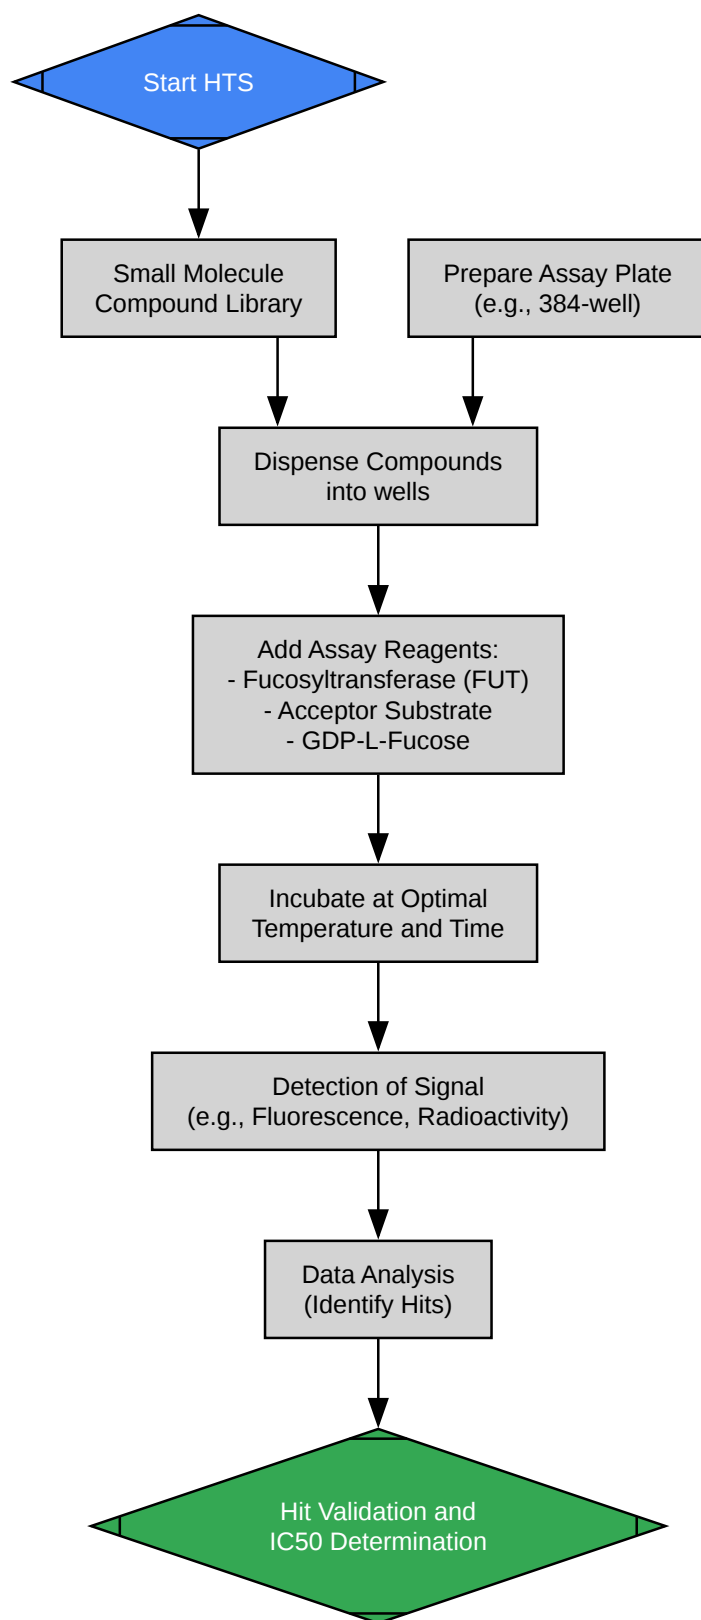 Start HTS
Small Molecule
Compound Library
Prepare Assay Plate
(e.g., 384-well)
Dispense Compounds
into wells
Add Assay Reagents:
- Fucosyltransferase (FUT)
- Acceptor Substrate
- GDP-L-Fucose
Incubate at Optimal
Temperature and Time
Detection of Signal
(e.g., Fluorescence, Radioactivity)
Data Analysis
(Identify Hits)
Hit Validation and
IC50 Determination